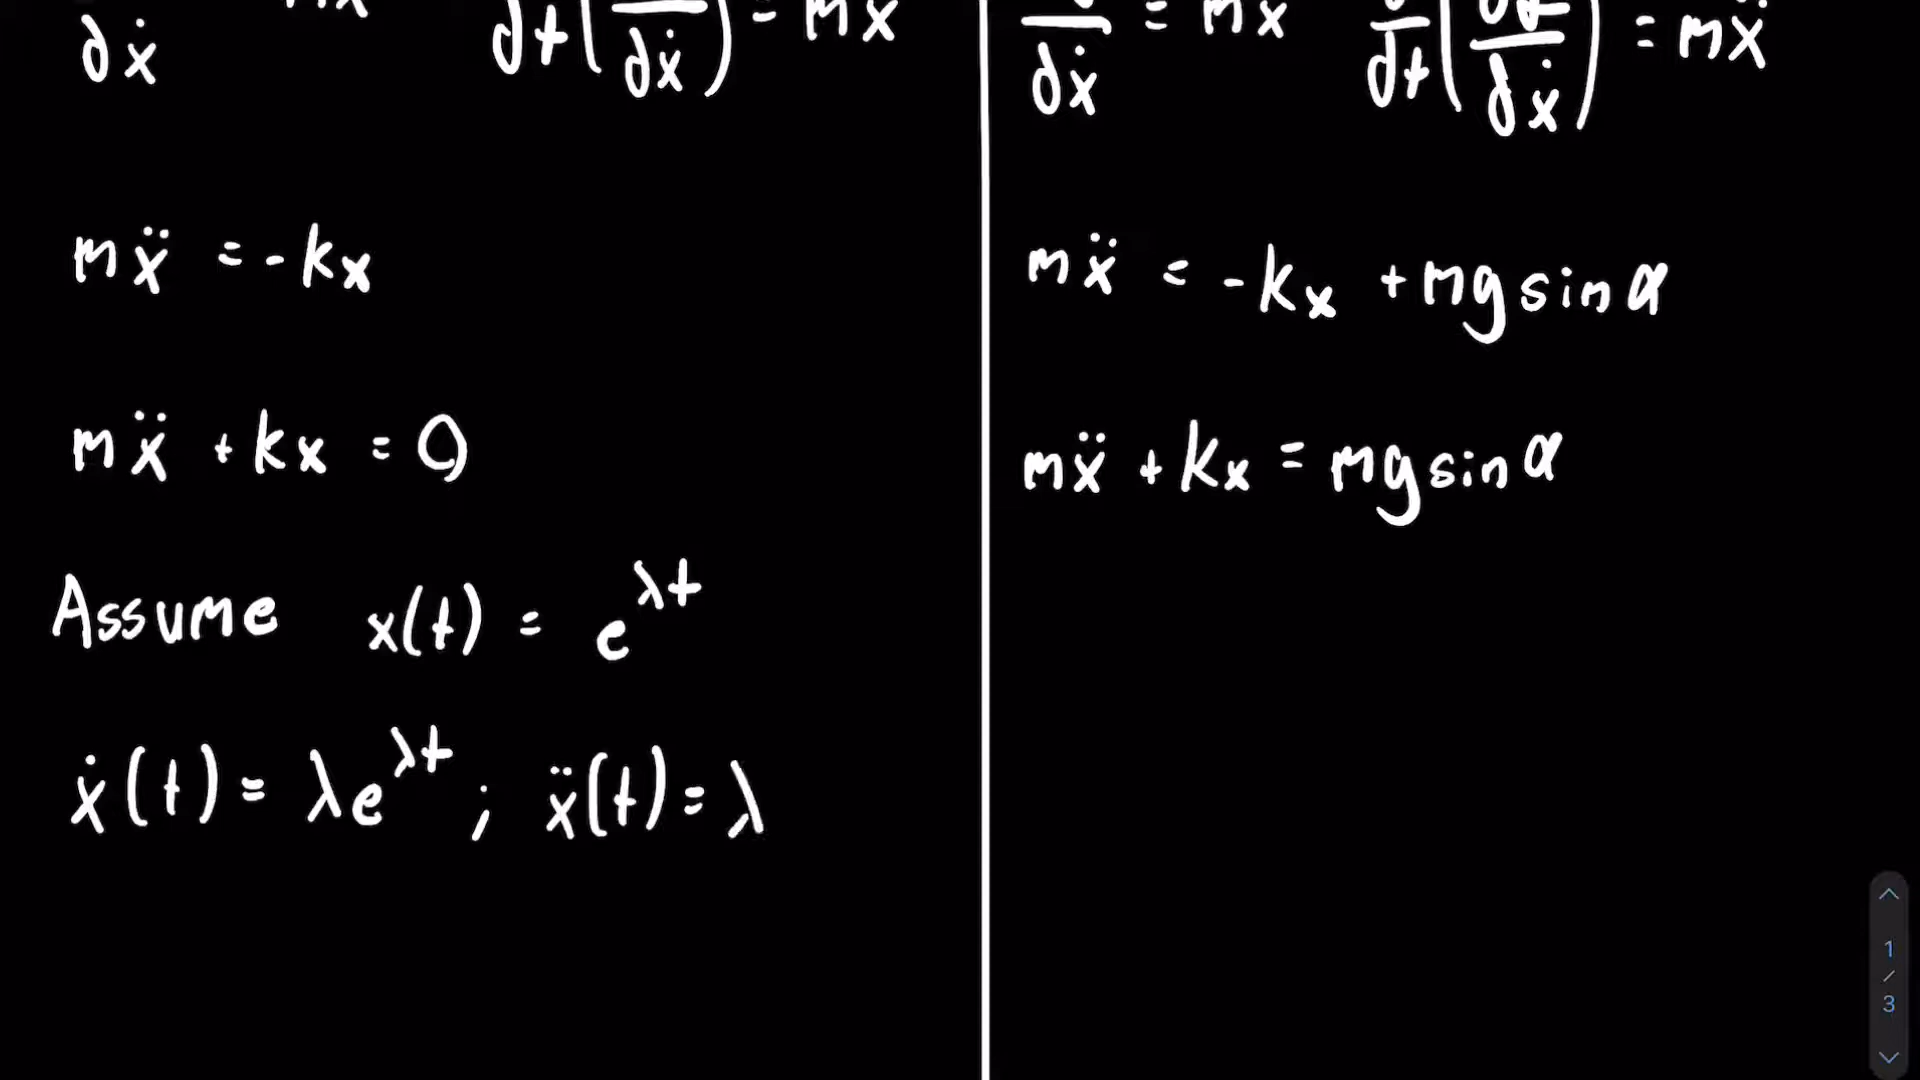 ∂ẋ
dt(∂ẋ) = mẍ
mẍ = -kx
mẍ + kx = 0
Assume x(t) = e^λt
ẋ(t) = λe^λt ; ẍ(t) = λ
∂ẋ = mẋ
d/dt(∂ℒ/∂ẋ) = mẍ
mẍ = -kx + mg sin α
mẍ + kx = mg sin α
1
/
3